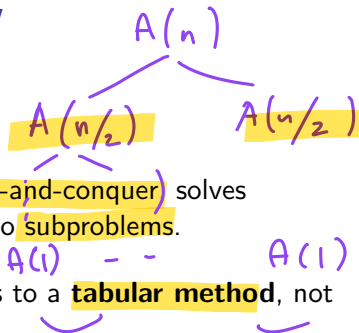 A(n)
A(n/2) A(n/2)
-and-conquer) solves
o subproblems.
A(1) - - A(1)
s to a tabular method, not